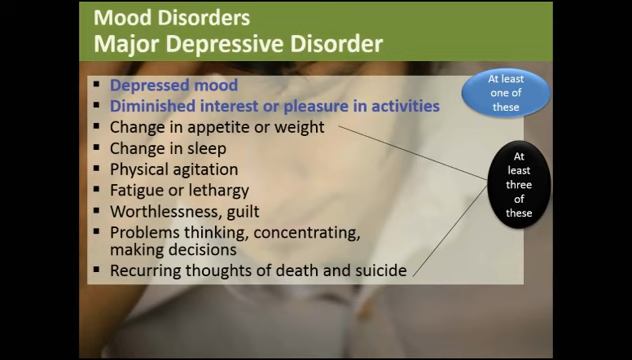 Mood Disorders
Major Depressive Disorder
▪ Depressed mood
▪ Diminished interest or pleasure in activities
▪ Change in appetite or weight
▪ Change in sleep
▪ Physical agitation
▪ Fatigue or lethargy
▪ Worthlessness, guilt
▪ Problems thinking, concentrating,
making decisions
▪ Recurring thoughts of death and suicide
At least
one of
these
At
least
three
of
these